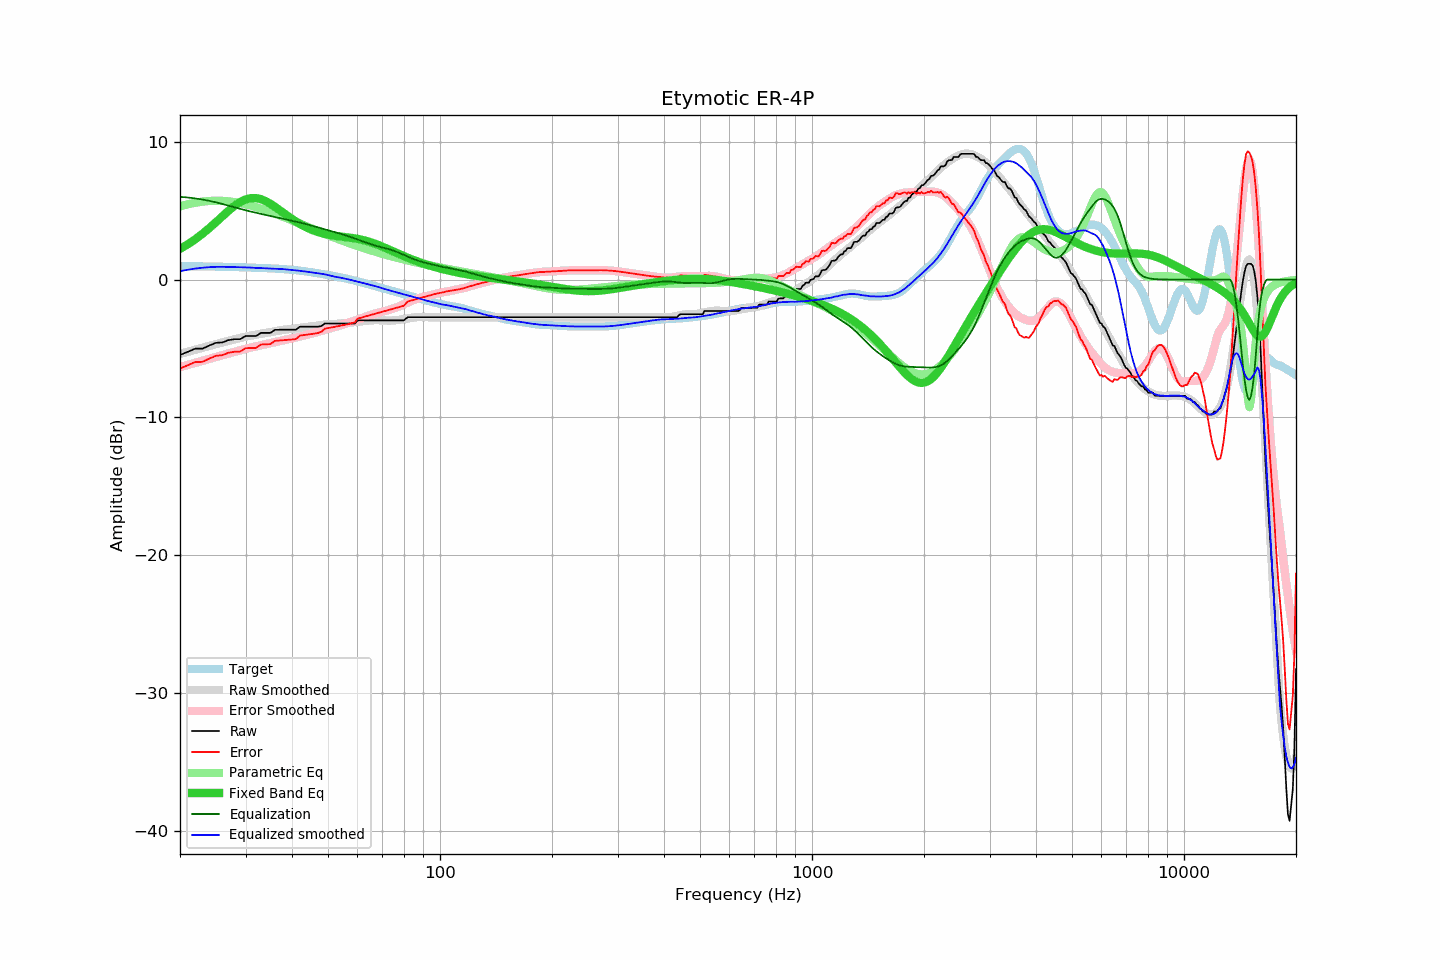 Etymotic ER-4P
10
0
−10
−20
−30
−40
Amplitude (dBr)
Target
Raw Smoothed
Error Smoothed
Raw
Error
Parametric Eq
Fixed Band Eq
Equalization
Equalized smoothed
100 1000 10000
Frequency (Hz)